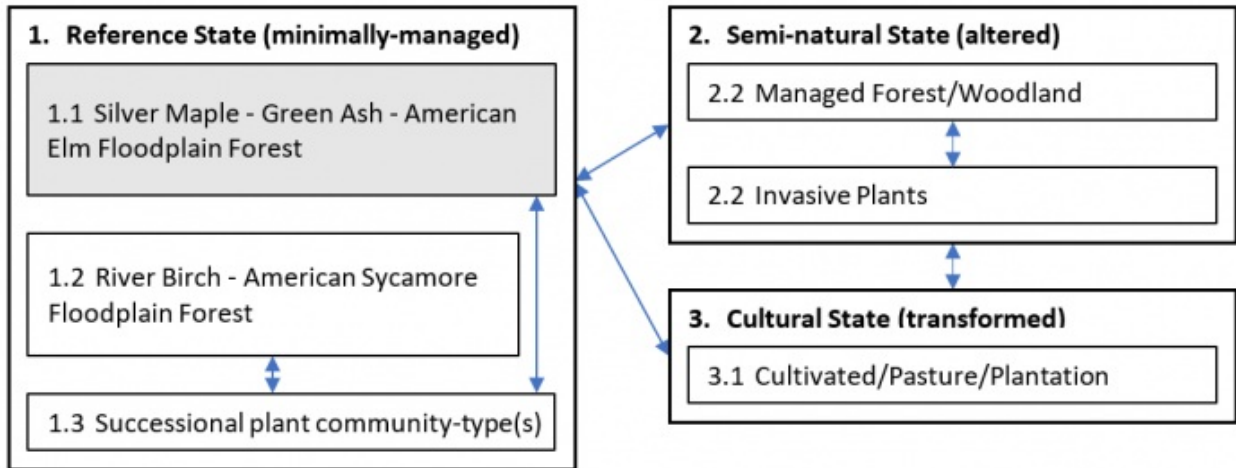 1. Reference State (minimally-managed)
1.1 Silver Maple - Green Ash - American
Elm Floodplain Forest
1.2 River Birch - American Sycamore
Floodplain Forest
1.3 Successional plant community-type(s)
2. Semi-natural State (altered)
2.2 Managed Forest/Woodland
2.2 Invasive Plants
3. Cultural State (transformed)
3.1 Cultivated/Pasture/Plantation